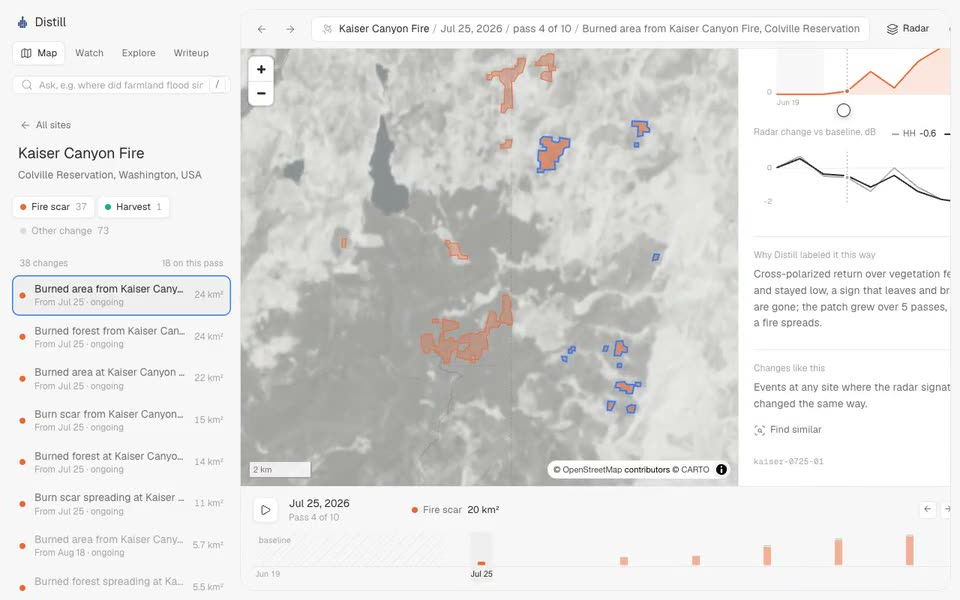 Distill
Map
Watch
Explore
Writeup
Ask, e.g. where did farmland flood sir
/
All sites
Kaiser Canyon Fire
Colville Reservation, Washington, USA
Fire scar 37
Harvest 1
Other change 73
38 changes
18 on this pass
Burned area from Kaiser Cany...
24 km²
From Jul 25 · ongoing
Burned forest from Kaiser Can...
24 km²
From Jul 25 · ongoing
Burned area at Kaiser Canyon ...
22 km²
From Jul 25 · ongoing
Burn scar from Kaiser Canyon...
15 km²
From Jul 25 · ongoing
Burned forest at Kaiser Canyo...
14 km²
From Jul 25 · ongoing
Burn scar spreading at Kaiser ...
11 km²
From Jul 25 · ongoing
Burned area from Kaiser Cany...
5.7 km²
From Aug 18 · ongoing
Burned forest spreading at Ka...
5.5 km²
Kaiser Canyon Fire / Jul 25, 2026 / pass 4 of 10 / Burned area from Kaiser Canyon Fire, Colville Reservation
Radar
+
−
2 km
© OpenStreetMap contributors © CARTO
0
Jun 19
Radar change vs baseline, dB
HH -0.6
0
-2
Why Distill labeled it this way
Cross-polarized return over vegetation fe
and stayed low, a sign that leaves and br
are gone; the patch grew over 5 passes,
a fire spreads.
Changes like this
Events at any site where the radar signat
changed the same way.
Find similar
kaiser-0725-01
Jul 25, 2026
Pass 4 of 10
Fire scar 20 km²
baseline
Jun 19
Jul 25